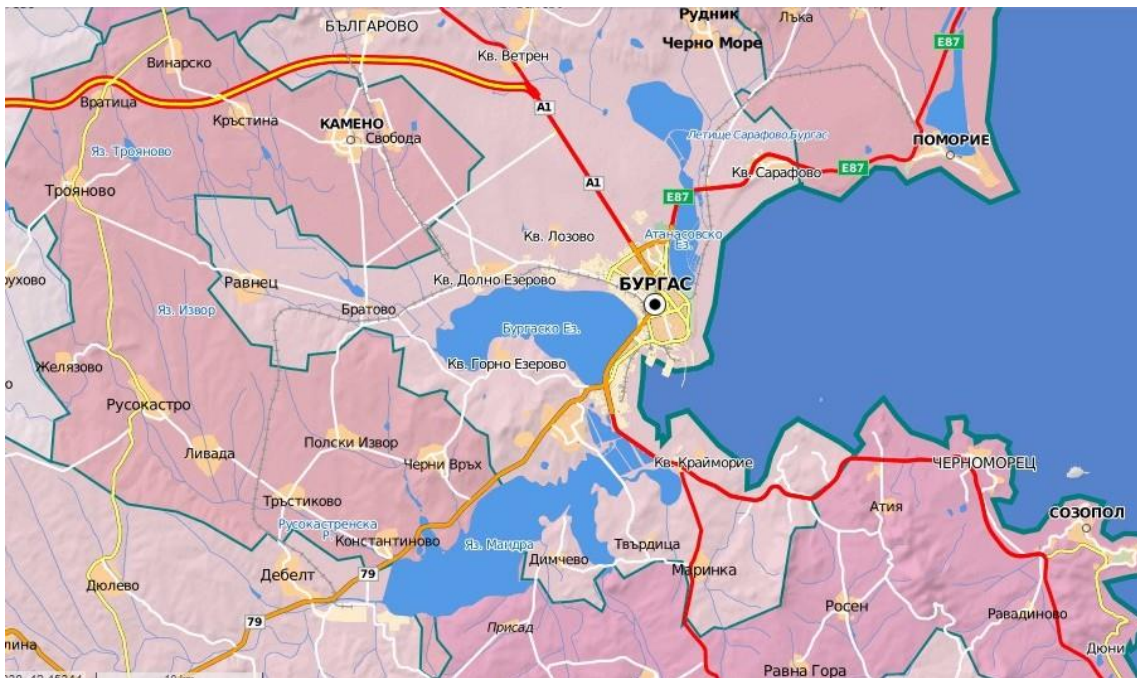 БЪЛГАРОВО
Рудник
Лъка
Черно Море
E87
Кв. Ветрен
Винарско
Вратица
A1
Кръстина
КАМЕНО
Свобода
Летище Сарафово,Бургас
ПОМОРИЕ
Яз. Трояново
E87
Кв. Сарафово
Трояново
A1
E87
Кв. Лозово
Атанасовско
Ез.
Кв. Долно Езерово
БУРГАС
Равнец
Братово
Яз. Извор
Бургаско Ез.
Желязово
Кв. Горно Езерово
Русокастро
Полски Извор
Ливада
Черни Връх
Кв. Крайморие
ЧЕРНОМОРЕЦ
Тръстиково
Атия
СОЗОПОЛ
Русокастренска
Р
Константиново
Яз. Мандра
Димчево
Твърдица
Маринка
Дюлево
Дебелт
79
Росен
Равадиново
79
Присад
Дюни
Равна Гора